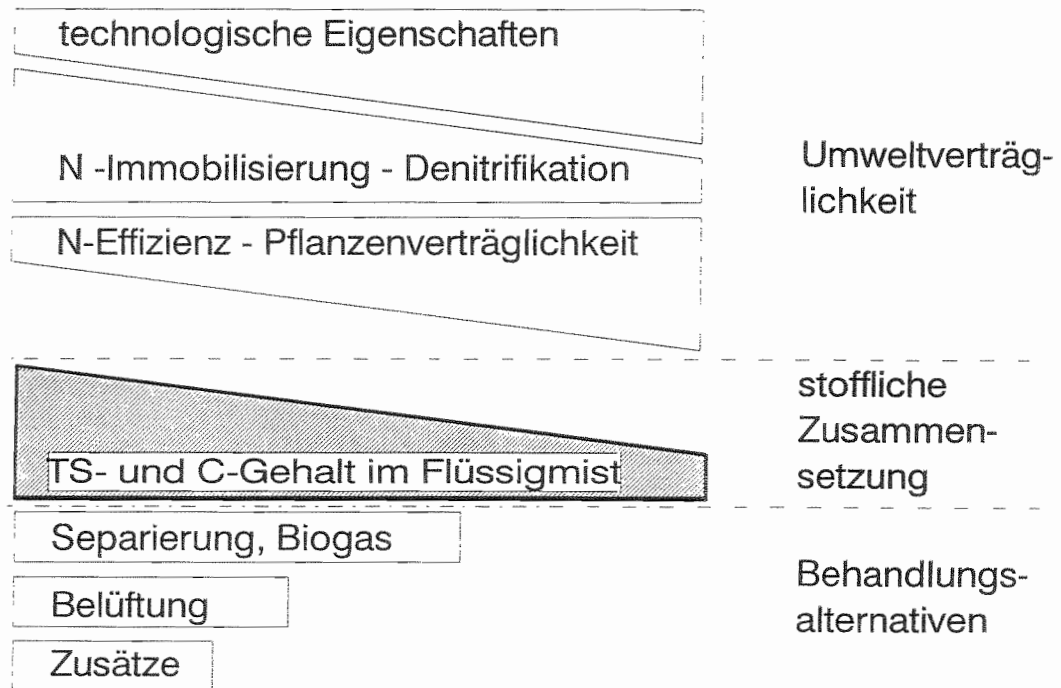 technologische Eigenschaften
N -Immobilisierung - Denitrifikation
N-Effizienz - Pflanzenverträglichkeit
Umweltverträg-
lichkeit
TS- und C-Gehalt im Flüssigmist
stoffliche
Zusammen-
setzung
Separierung, Biogas
Belüftung
Zusätze
Behandlungs-
alternativen